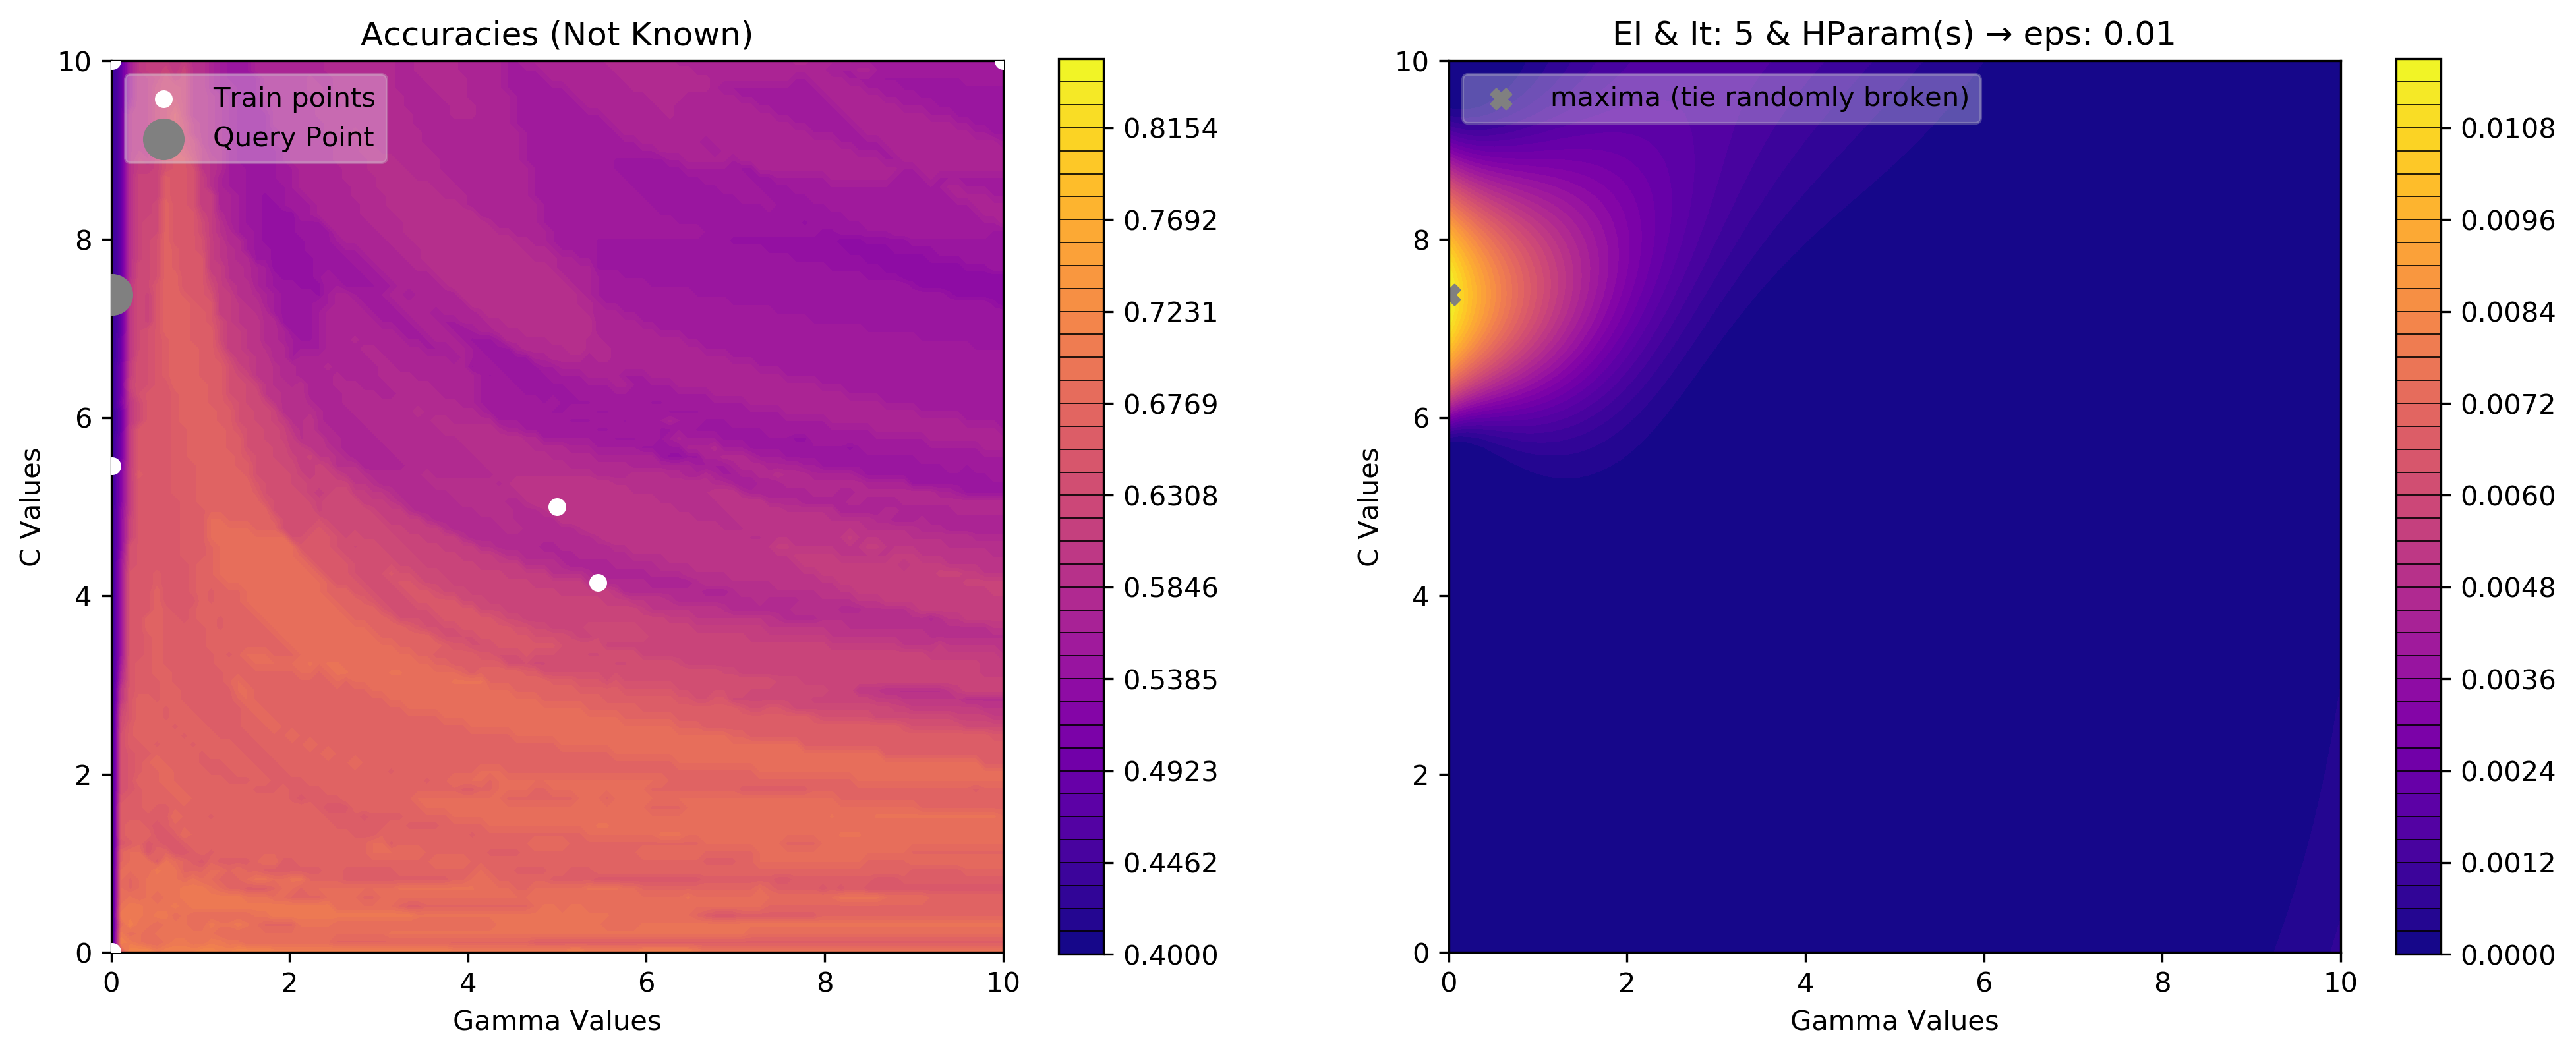 Accuracies (Not Known)
Train points
Query Point
10
8
6
4
2
0
C Values
0 2 4 6 8 10
Gamma Values
0.8154
0.7692
0.7231
0.6769
0.6308
0.5846
0.5385
0.4923
0.4462
0.4000
EI & It: 5 & HParam(s) → eps: 0.01
maxima (tie randomly broken)
10
8
6
4
2
0
C Values
0 2 4 6 8 10
Gamma Values
0.0108
0.0096
0.0084
0.0072
0.0060
0.0048
0.0036
0.0024
0.0012
0.0000